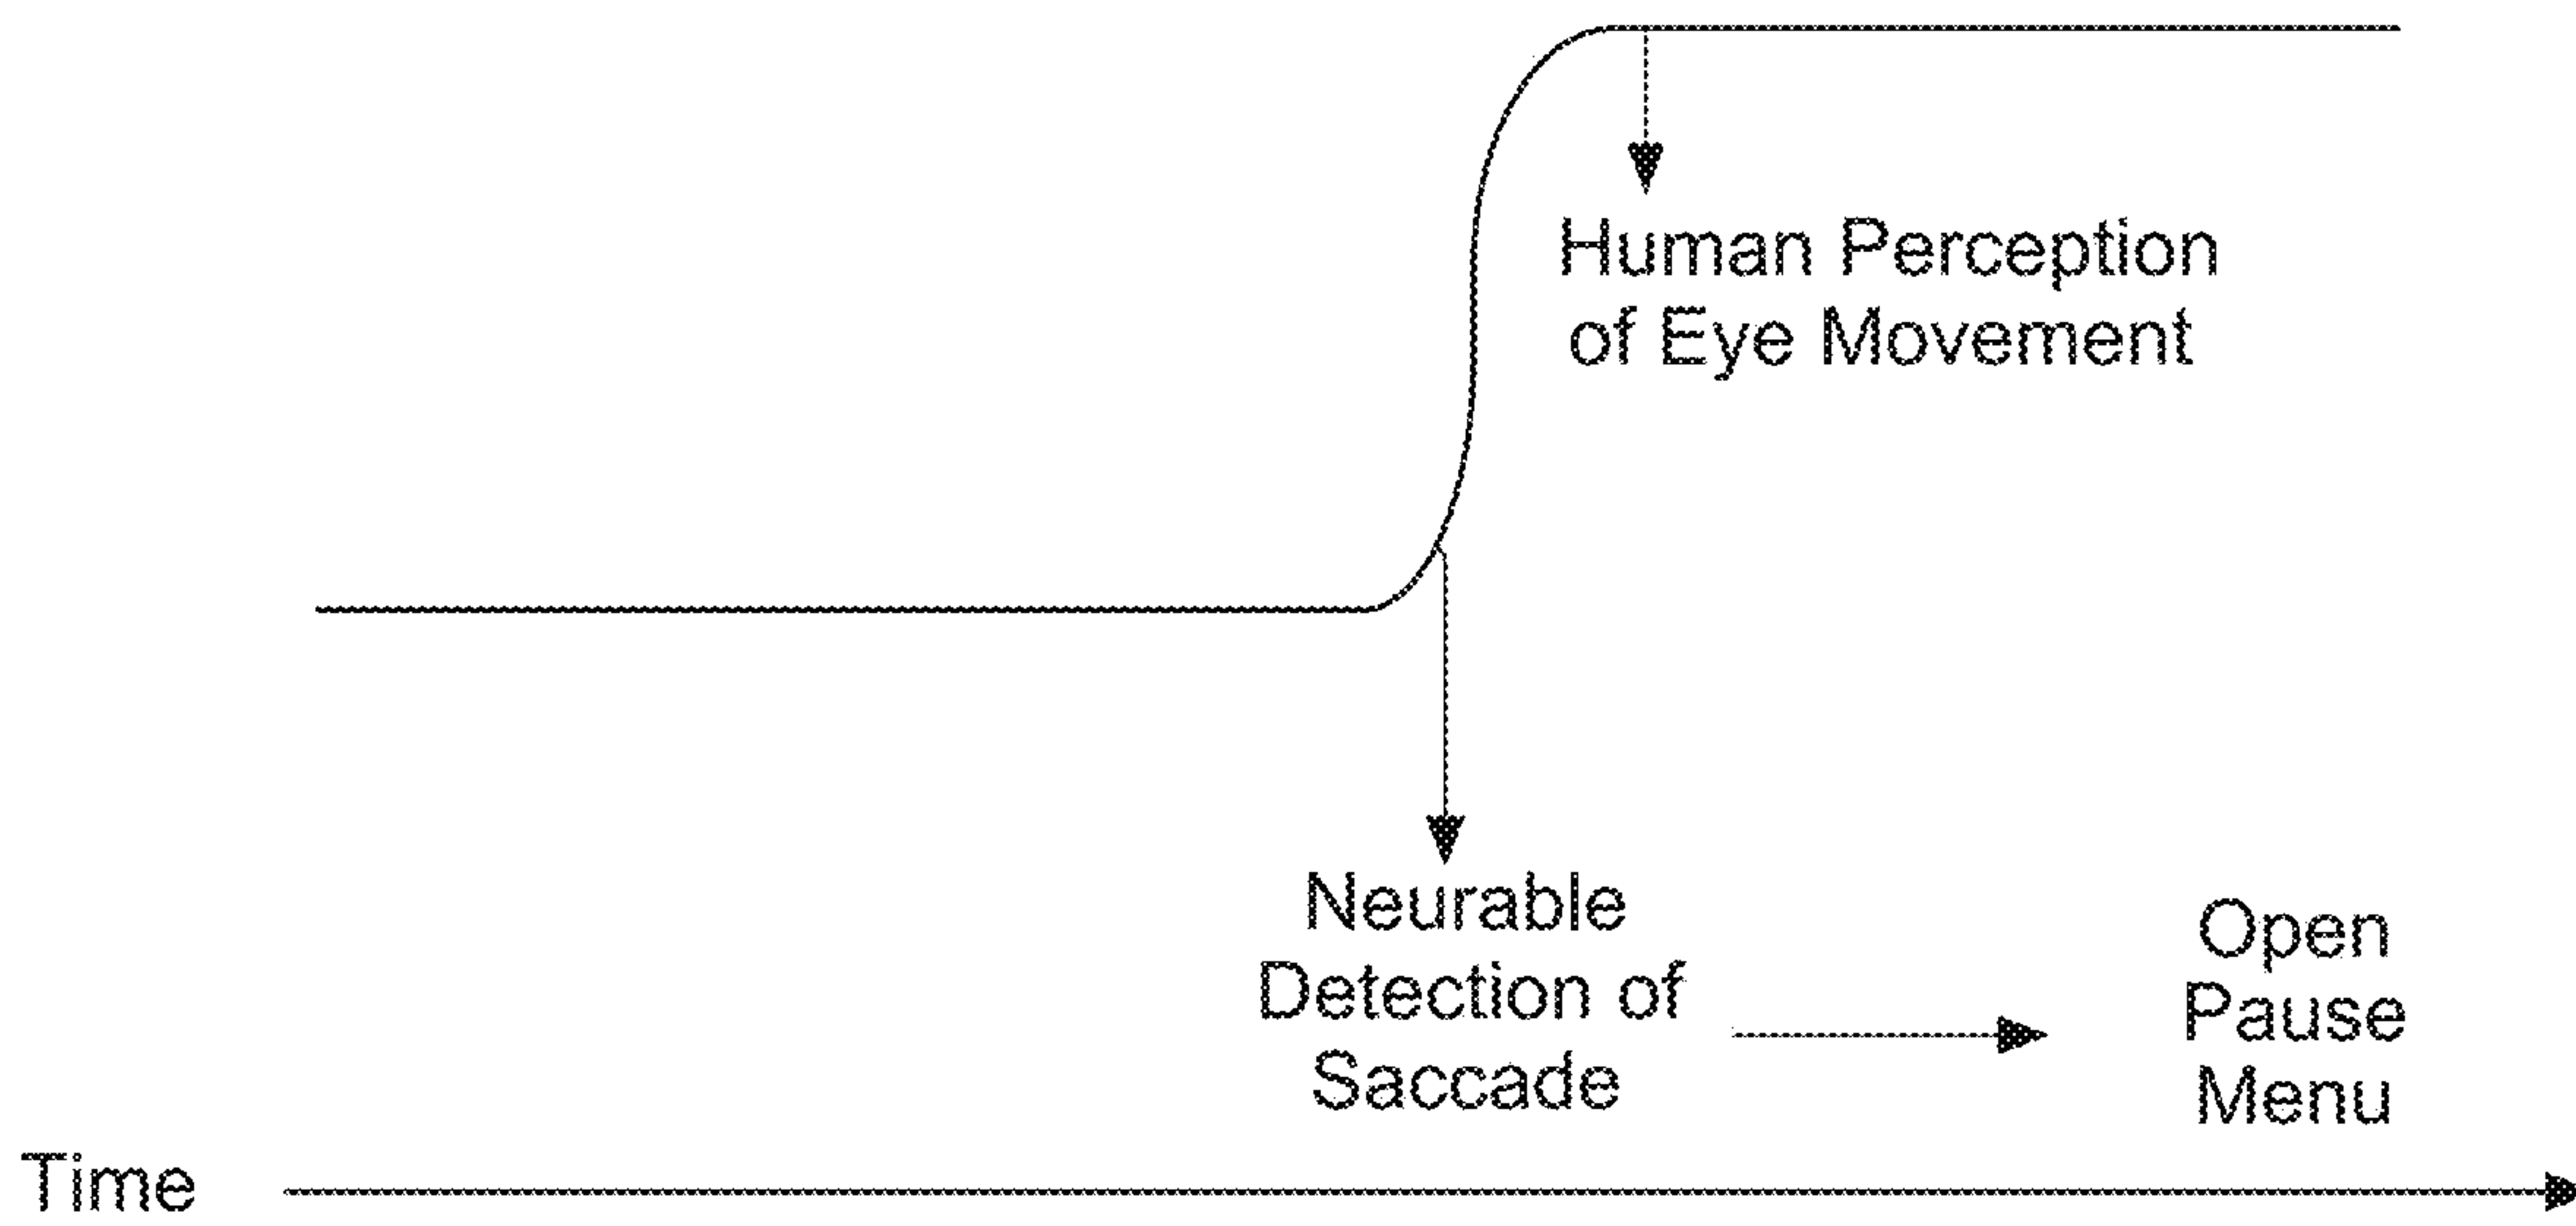 Human Perception
of Eye Movement
Neurable
Detection of
Saccade
Open
Pause
Menu
Time